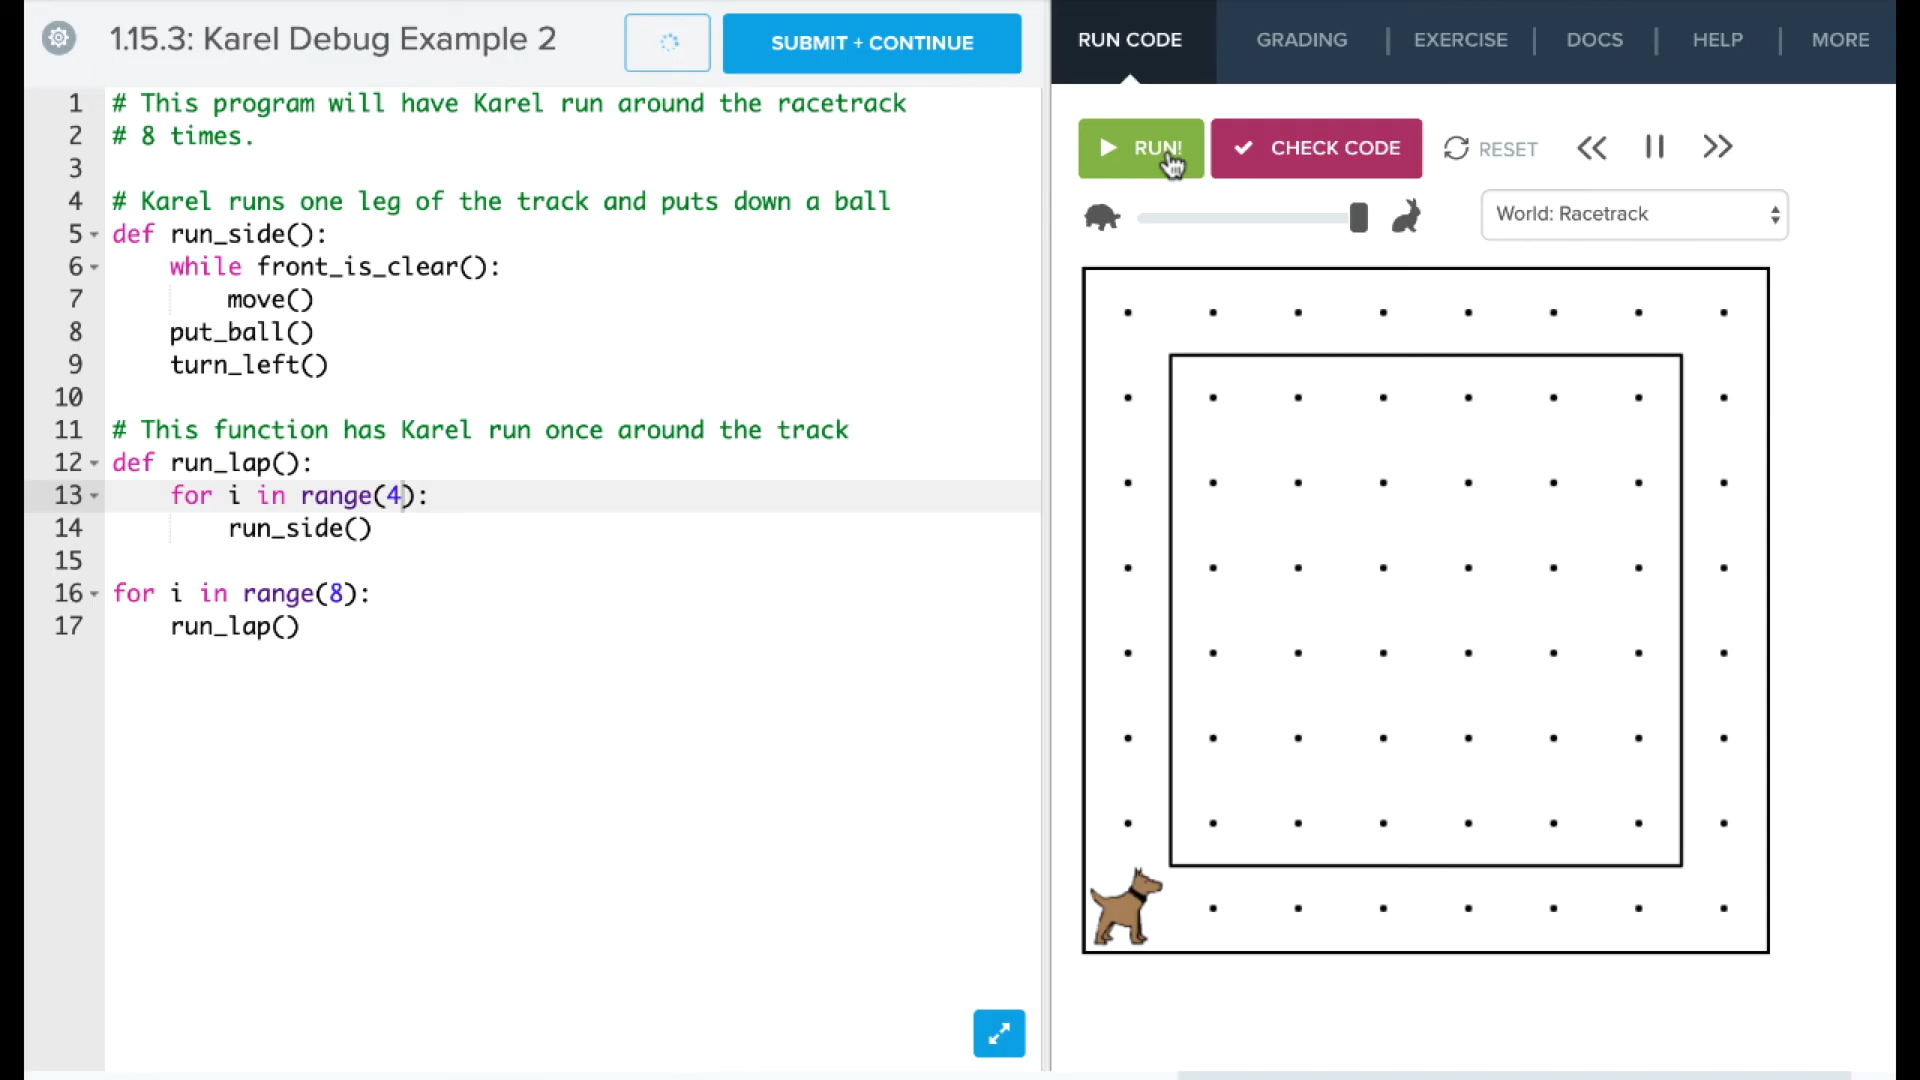 1.15.3: Karel Debug Example 2
SUBMIT + CONTINUE
RUN CODE
GRADING
EXERCISE
DOCS
HELP
MORE
1 # This program will have Karel run around the racetrack
2 # 8 times.
3
4 # Karel runs one leg of the track and puts down a ball
5 def run_side():
6     while front_is_clear():
7         move()
8     put_ball()
9     turn_left()
10
11 # This function has Karel run once around the track
12 def run_lap():
13     for i in range(4):
14         run_side()
15
16 for i in range(8):
17     run_lap()
RUN!
CHECK CODE
RESET
World: Racetrack